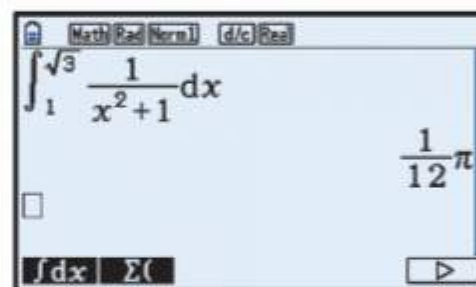 Math Rad Norm1 d/c Real
∫₁^√3 1/(x²+1) dx
1/12 π
∫dx Σ( ▷